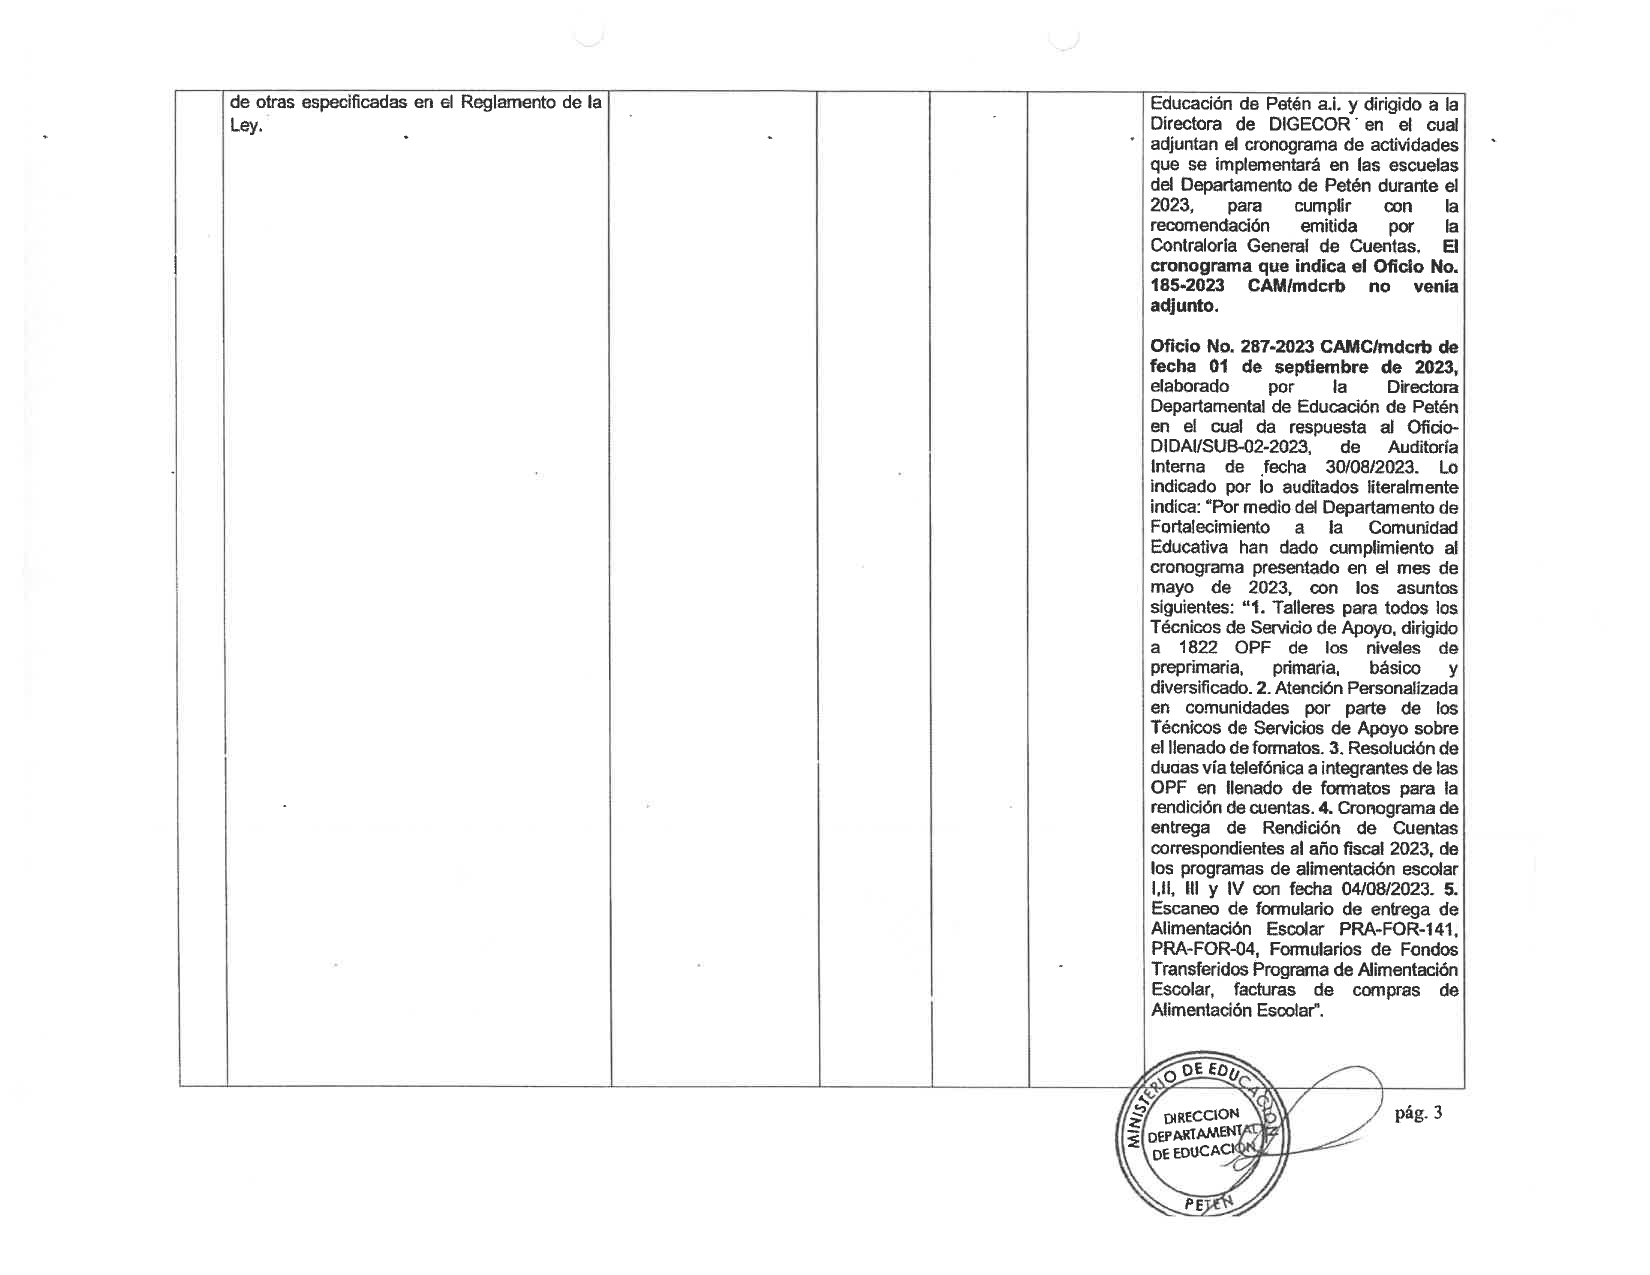 de otras especificadas en el Reglamento de la
Ley.
Educación de Petén a.i. y dirigido a la
Directora de DIGECOR en el cual
adjuntan el cronograma de actividades
que se implementará en las escuelas
del Departamento de Petén durante el
2023, para cumplir con la
recomendación emitida por la
Contraloría General de Cuentas. El
cronograma que indica el Oficio No.
185-2023 CAM/mdcrb no venía
adjunto.
Oficio No. 287-2023 CAMC/mdcrb de
fecha 01 de septiembre de 2023,
elaborado por la Directora
Departamental de Educación de Petén
en el cual da respuesta al Oficio-
DIDAI/SUB-02-2023, de Auditoría
Interna de fecha 30/08/2023. Lo
indicado por lo auditados literalmente
indica: “Por medio del Departamento de
Fortalecimiento a la Comunidad
Educativa han dado cumplimiento al
cronograma presentado en el mes de
mayo de 2023, con los asuntos
siguientes: “1. Talleres para todos los
Técnicos de Servicio de Apoyo, dirigido
a 1822 OPF de los niveles de
preprimaria, primaria, básico y
diversificado. 2. Atención Personalizada
en comunidades por parte de los
Técnicos de Servicios de Apoyo sobre
el llenado de formatos. 3. Resolución de
dudas vía telefónica a integrantes de las
OPF en llenado de formatos para la
rendición de cuentas. 4. Cronograma de
entrega de Rendición de Cuentas
correspondientes al año fiscal 2023, de
los programas de alimentación escolar
I,II, III y IV con fecha 04/08/2023. 5.
Escaneo de formulario de entrega de
Alimentación Escolar PRA-FOR-141,
PRA-FOR-04, Formularios de Fondos
Transferidos Programa de Alimentación
Escolar, facturas de compras de
Alimentación Escolar”.
MINISTERIO DE EDUCACION
DIRECCION
DEPARTAMENTAL
DE EDUCACION
PETÉN
pág. 3